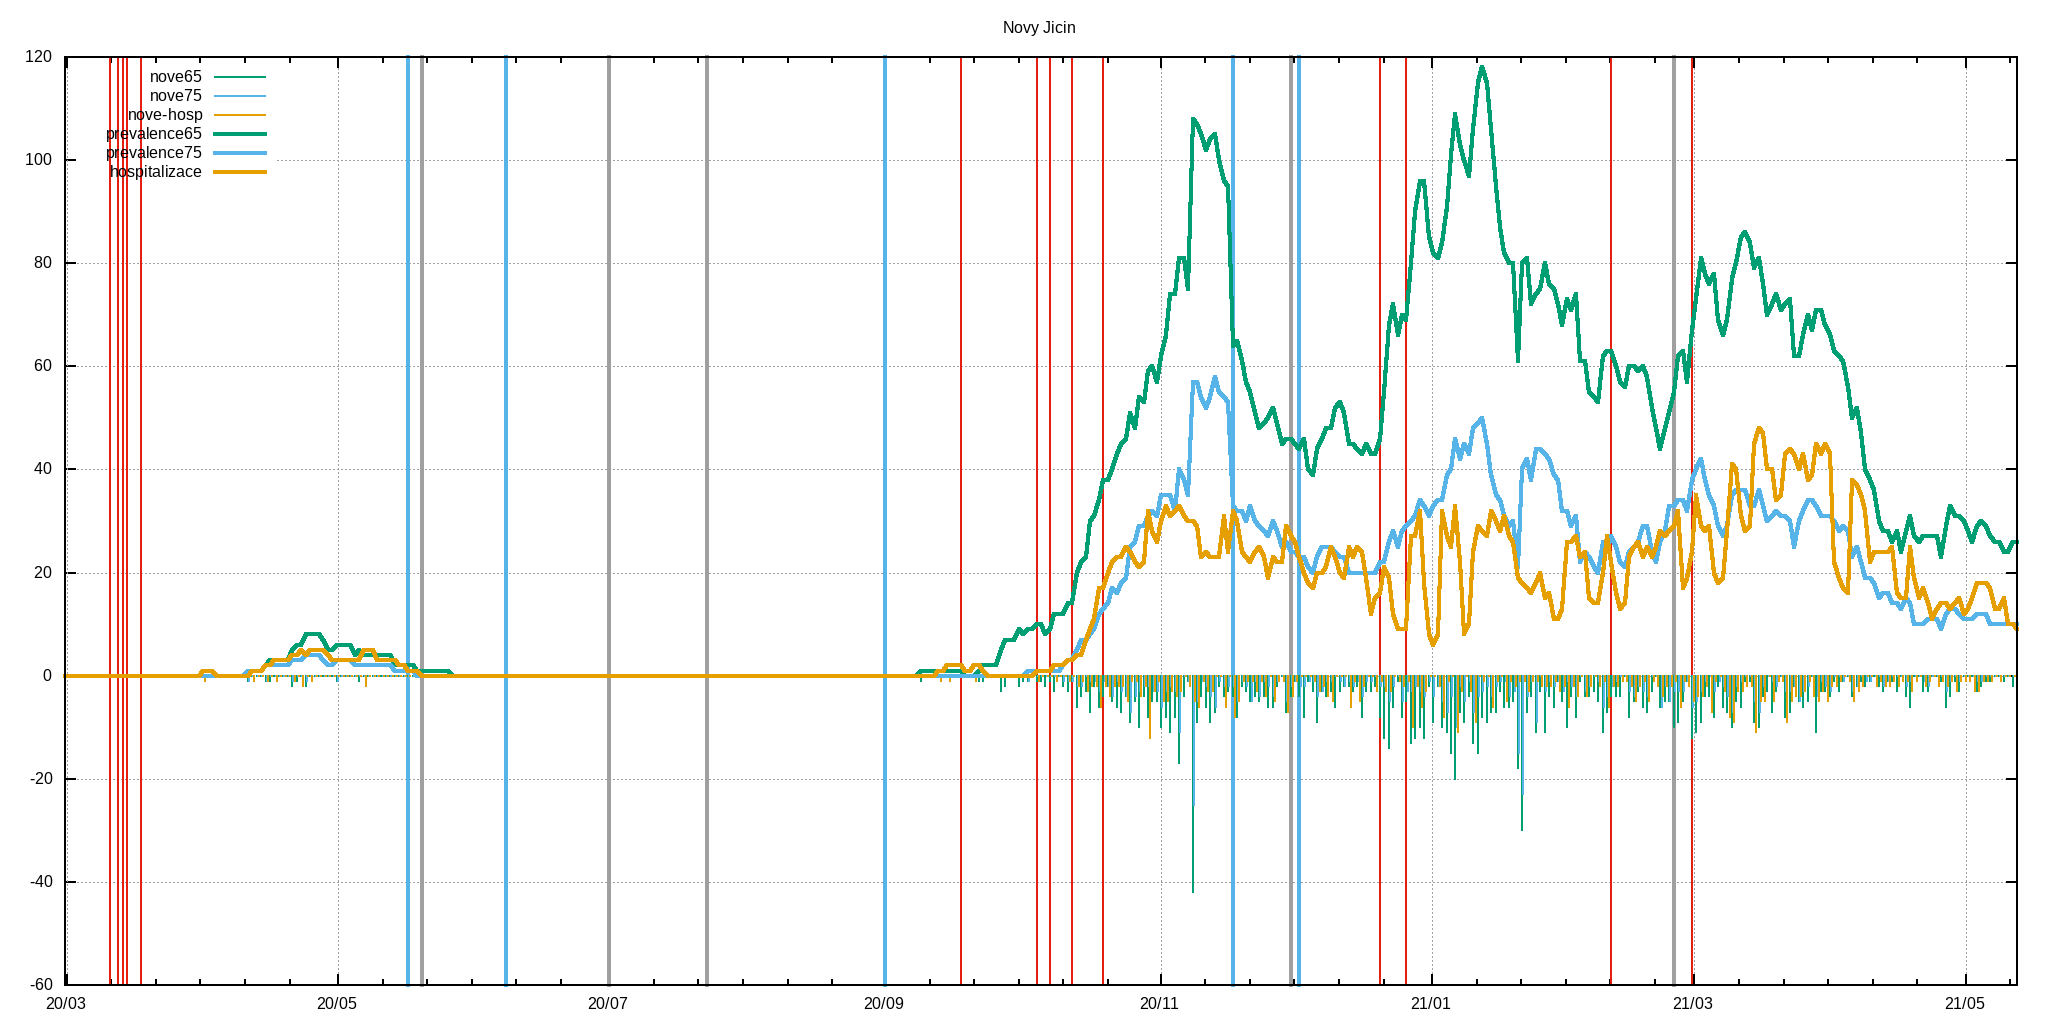 Novy Jicin
120
100
80
60
40
20
0
-20
-40
-60
nove65
nove75
nove-hosp
prevalence65
prevalence75
hospitalizace
20/03 20/05 20/07 20/09 20/11 21/01 21/03 21/05